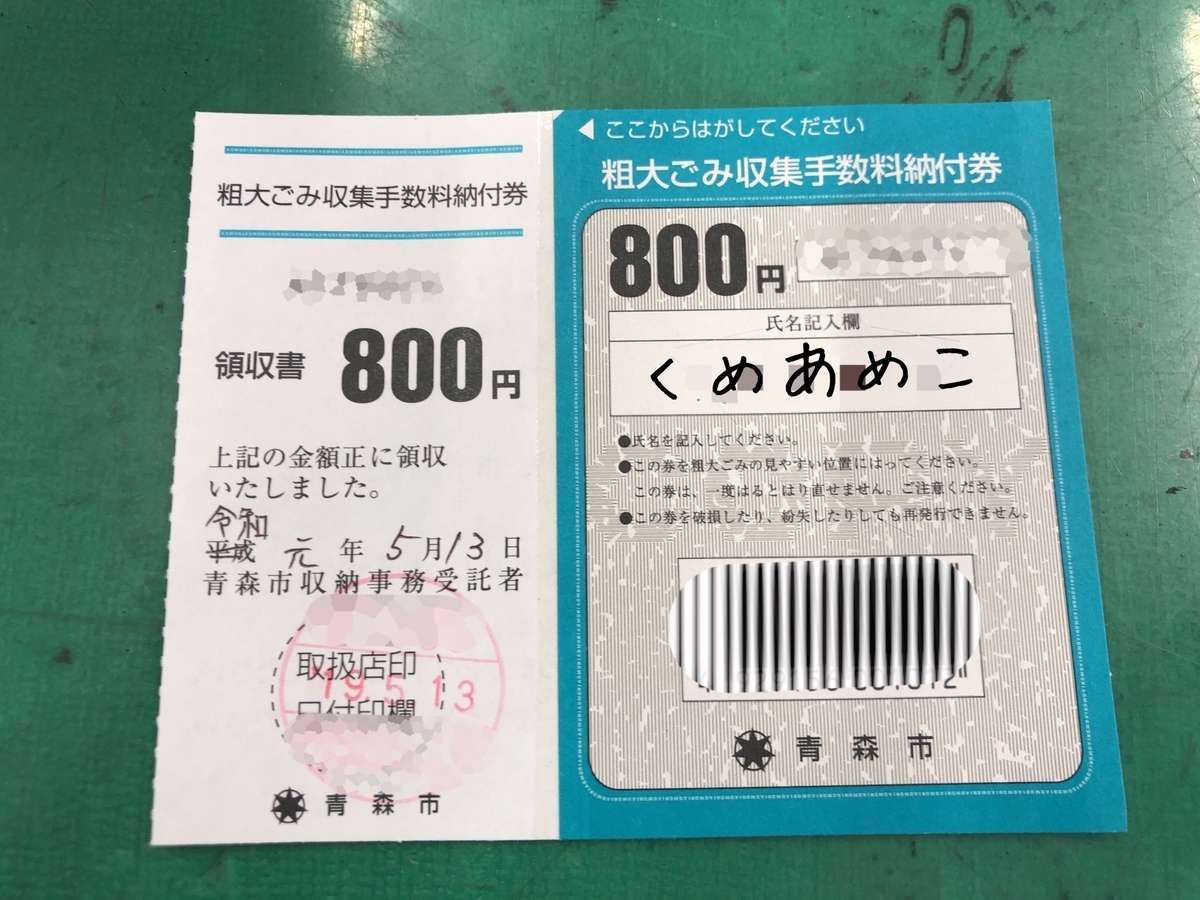 粗大ごみ収集手数料納付券
領収書 800円
上記の金額正に領収
いたしました。
令和
平成 元 年 5月13日
青森市収納事務受託者
取扱店印
日付印欄
19.5.13
青森市
◀ ここからはがしてください
粗大ごみ収集手数料納付券
800円
氏名記入欄
くめあめこ
●氏名を記入してください。
●この券を粗大ごみの見やすい位置にはってください。
この券は、一度はるとはり直せません。ご注意ください。
●この券を破損したり、紛失したりしても再発行できません。
青森市